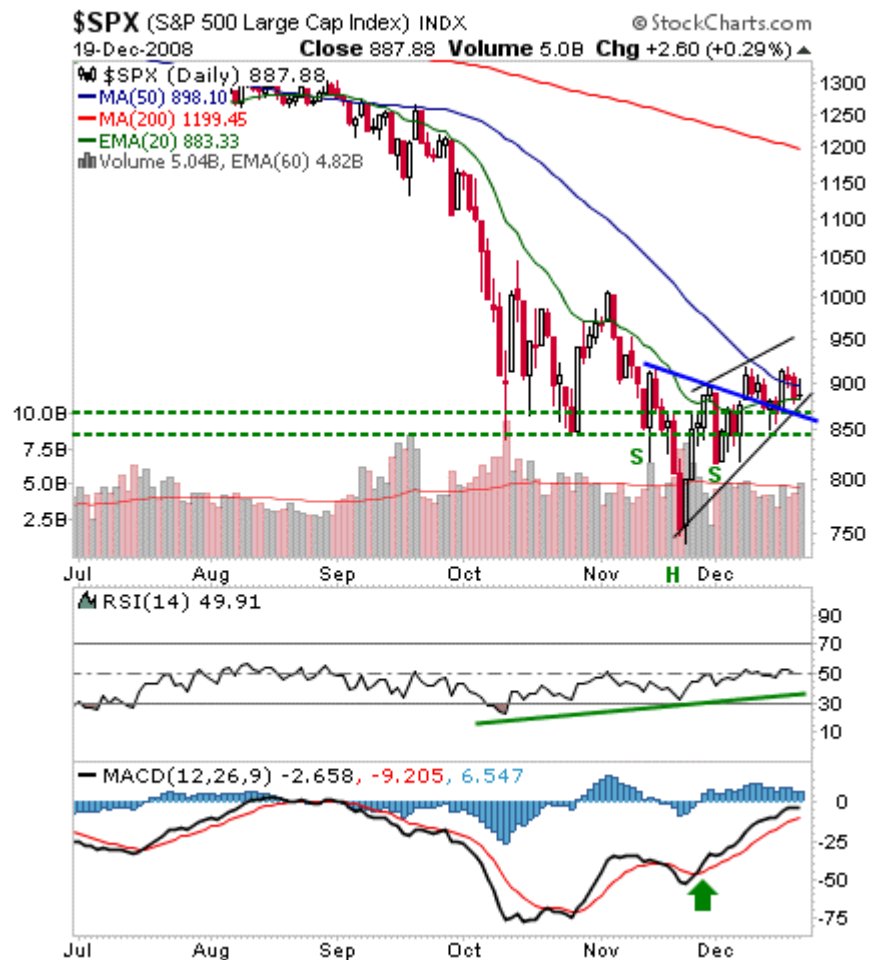 $SPX (S&P 500 Large Cap Index) INDX © StockCharts.com
19-Dec-2008 Close 887.88 Volume 5.0B Chg +2.60 (+0.29%)
$SPX (Daily) 887.88
MA(50) 898.10
MA(200) 1199.45
EMA(20) 883.33
Volume 5.04B, EMA(60) 4.82B
1300
1250
1200
1150
1100
1050
1000
950
900
850
800
750
10.0B
7.5B
5.0B
2.5B
S
S
Jul Aug Sep Oct Nov Dec
H
RSI(14) 49.91
90
70
50
30
10
MACD(12,26,9) -2.658, -9.205, 6.547
0
-25
-50
-75
Jul Aug Sep Oct Nov Dec